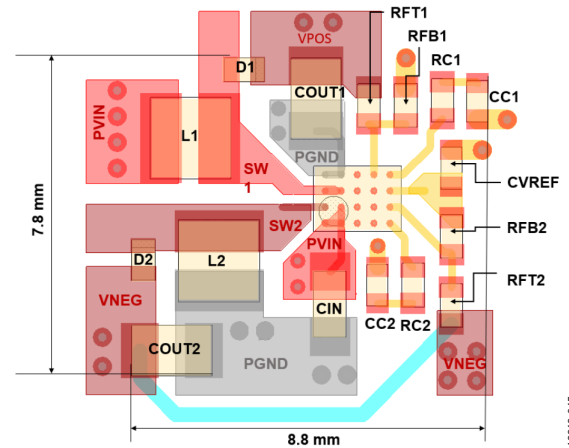 RFT1
VPOS
RFB1
D1
RC1
COUT1
CC1
PVIN
L1
PGND
SW
1
CVREF
7.8 mm
SW2
PVIN
RFB2
D2
L2
RFT2
VNEG
CIN
CC2
RC2
COUT2
PGND
VNEG
8.8 mm